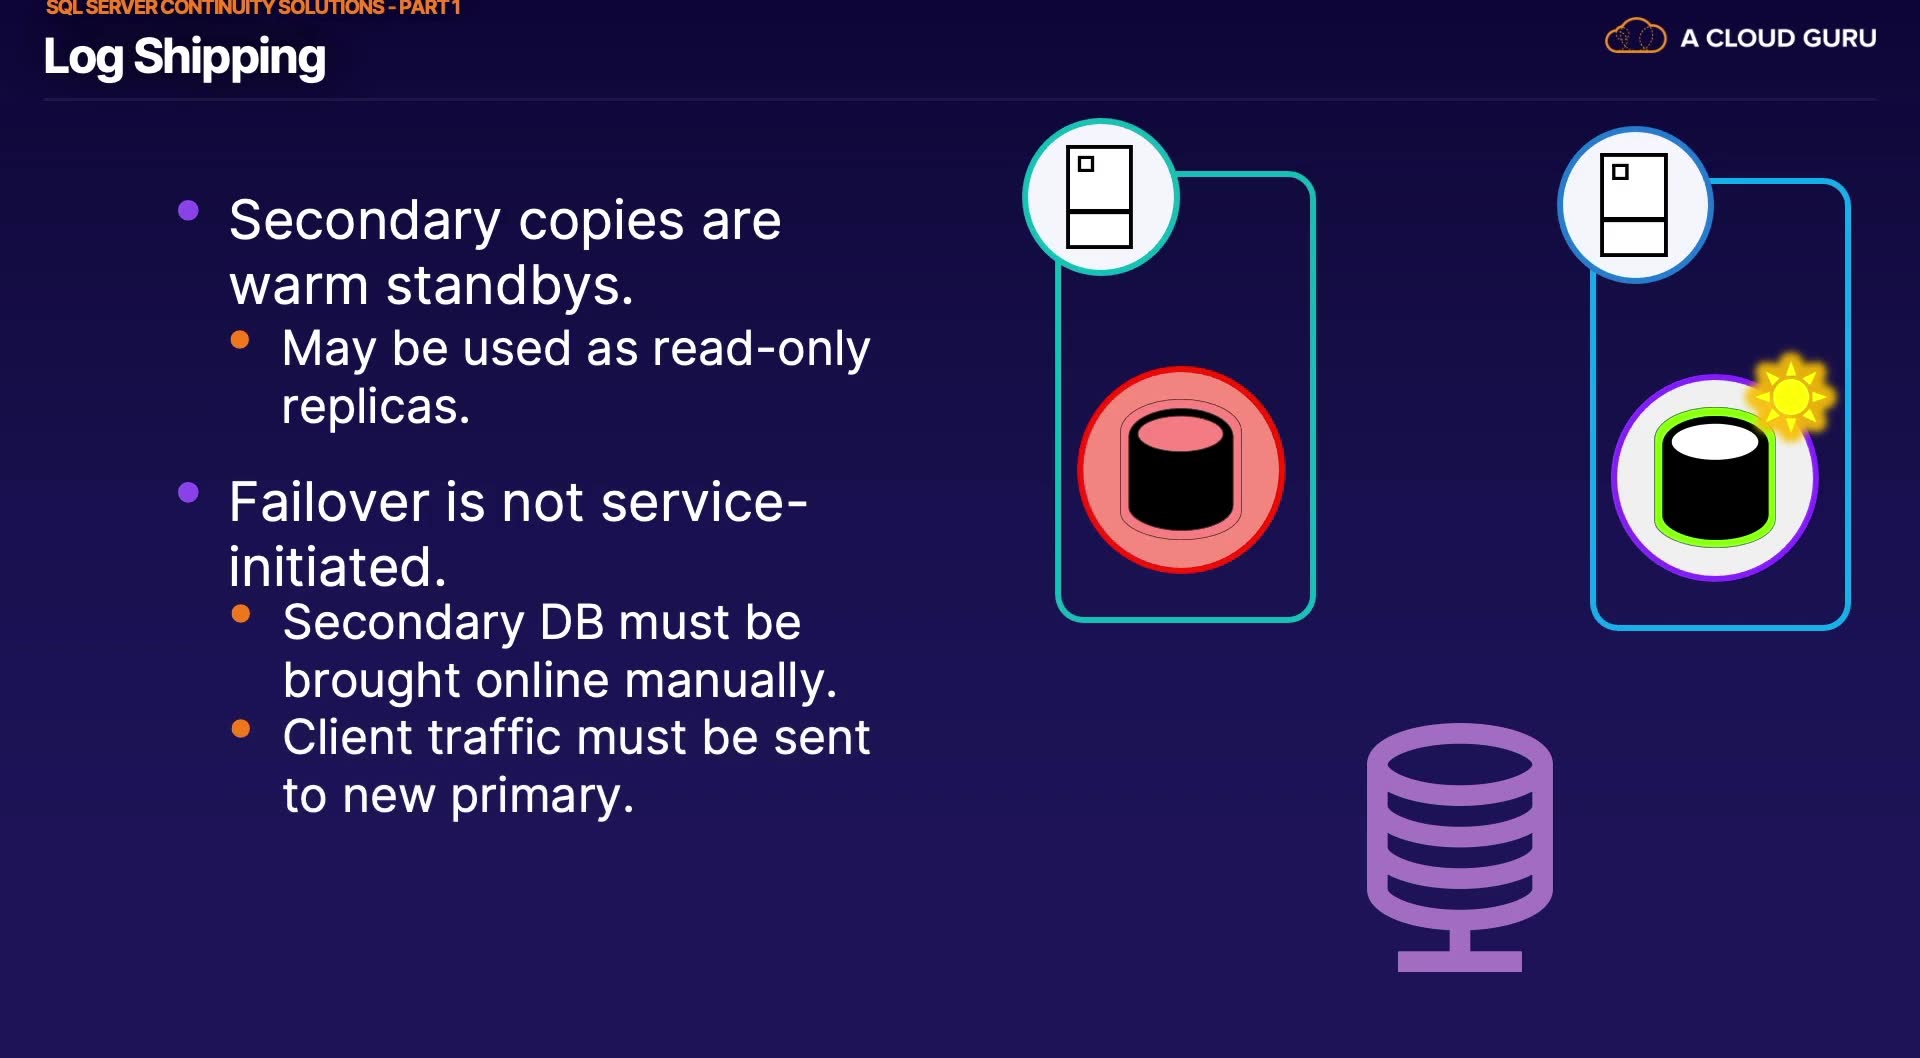 SQL SERVER CONTINUITY SOLUTIONS - PART 1
Log Shipping
A CLOUD GURU
Secondary copies are
warm standbys.
May be used as read-only
replicas.
Failover is not service-
initiated.
Secondary DB must be
brought online manually.
Client traffic must be sent
to new primary.